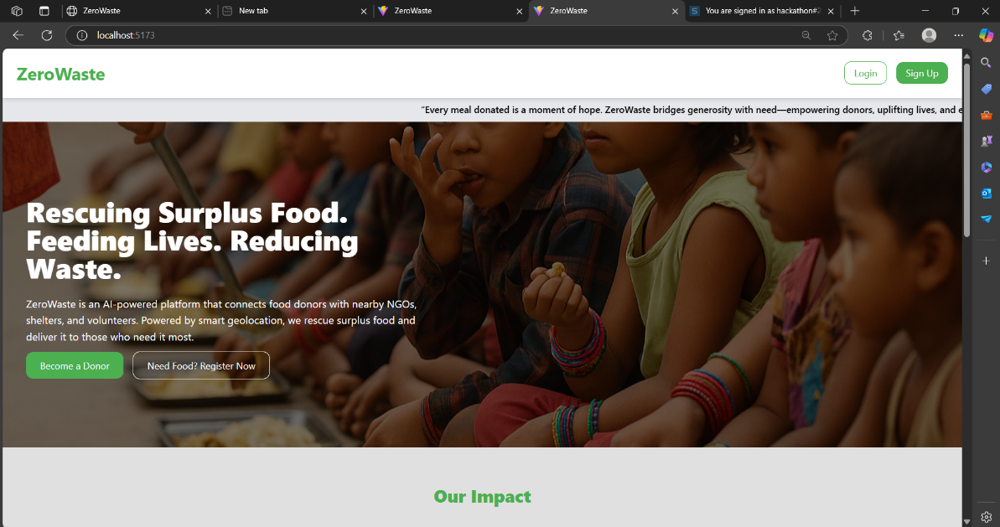 ZeroWaste
New tab
ZeroWaste
ZeroWaste
You are signed in as hackathon#2
localhost:5173
ZeroWaste
Login
Sign Up
"Every meal donated is a moment of hope. ZeroWaste bridges generosity with need—empowering donors, uplifting lives, and e
Rescuing Surplus Food.
Feeding Lives. Reducing
Waste.
ZeroWaste is an AI-powered platform that connects food donors with nearby NGOs,
shelters, and volunteers. Powered by smart geolocation, we rescue surplus food and
deliver it to those who need it most.
Become a Donor
Need Food? Register Now
Our Impact